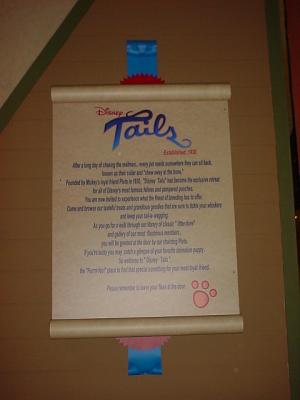 Disney
Tails
Established 1930
After a long day of chasing the mailman... every pet needs somewhere they can sit back,
loosen up their collar and "chew away at the bone."
Founded by Mickey's loyal friend Pluto in 1930, "Disney Tails" has become the exclusive retreat
for all of Disney's most famous felines and pampered pooches.
You are now invited to experience what the finest of breeding has to offer.
Come and browse our tasteful treats and grandiose goodies that are sure to tickle your whiskers
and keep your tail-a-wagging.
As you go for a walk through our library of classic "litter-ature"
and gallery of our most illustrious members,
you will be greeted at the door by our charming Pluto.
If you're lucky you may catch a glimpse of your favorite dalmatian puppy.
So welcome to "Disney Tails",
the "Purrrr-fect" place to find that special something for your most loyal friend.
Please remember to leave your fleas at the door.